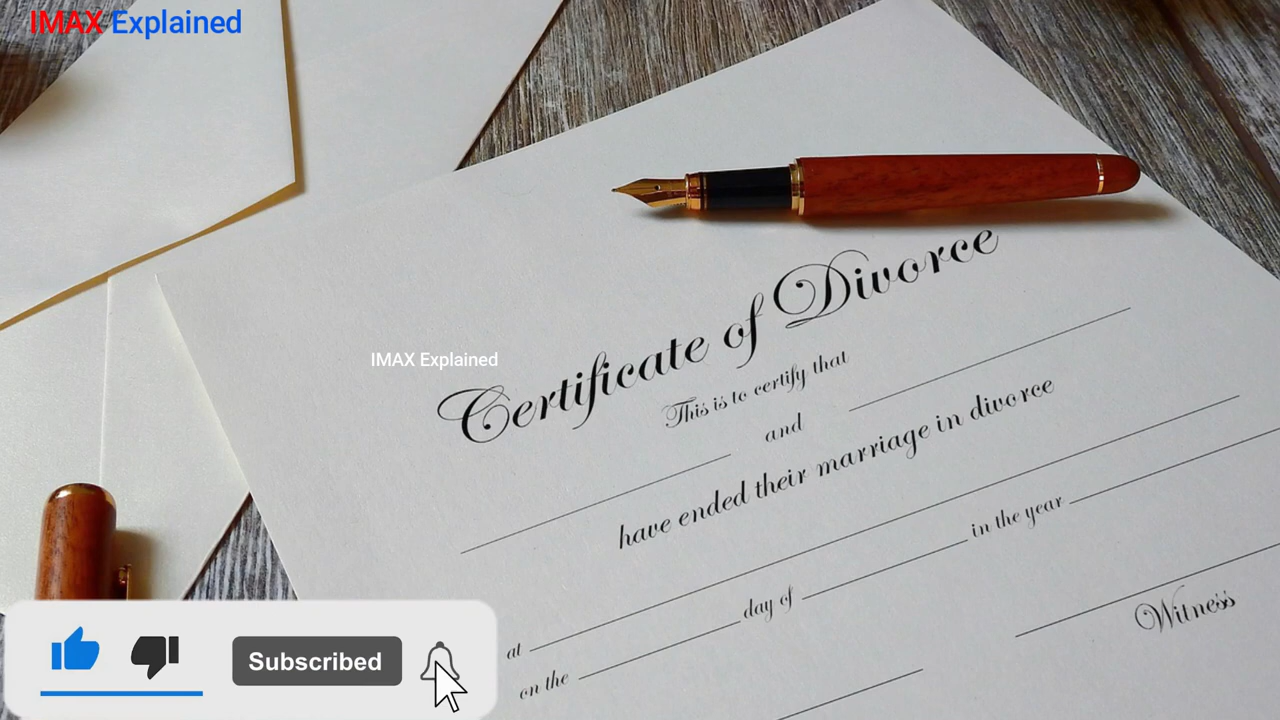 IMAX Explained
IMAX Explained
Certificate of Divorce
This is to certify that
and
have ended their marriage in divorce
at
on the day of in the year
Witness
Subscribed